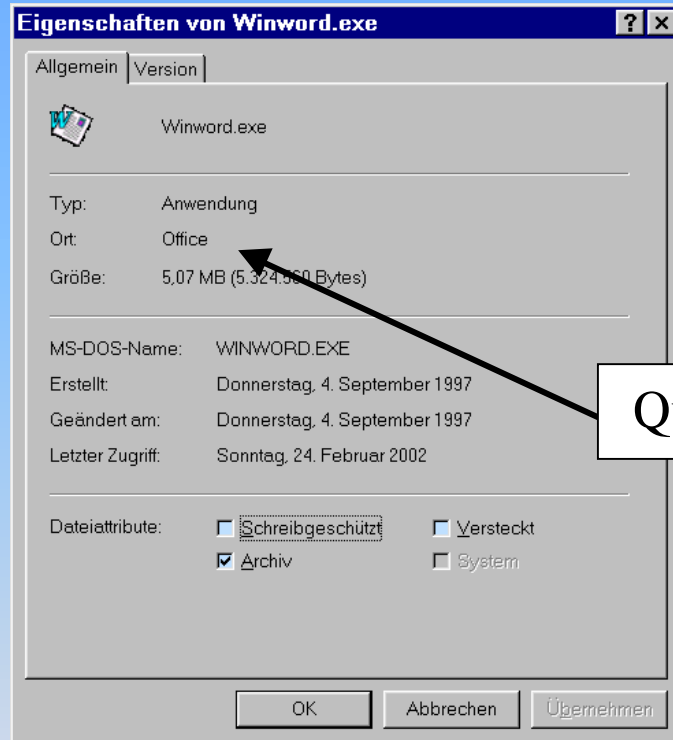 Eigenschaften von Winword.exe
Allgemein Version
Winword.exe
Typ: Anwendung
Ort: Office
Größe: 5,07 MB Bytes)
MS-DOS-Name: WINWORD.EXE
Erstellt: Donnerstag, 4. September 1997
Geändert am: Donnerstag, 4. September 1997
Letzter Zugriff: Sonntag, 24. Februar 2002
Dateiattribute: Schreibgeschützt Versteckt
Archiv System
OK Abbrechen Übernehmen